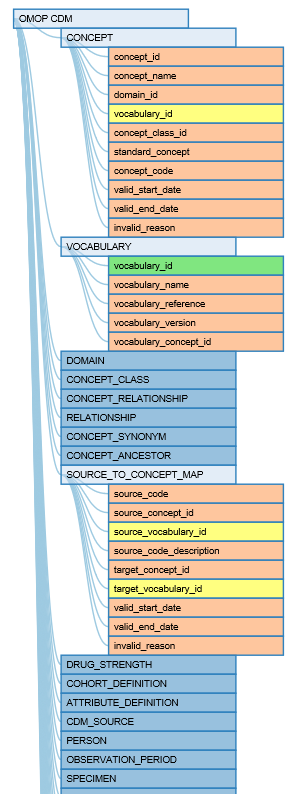 OMOP CDM
CONCEPT
concept_id
concept_name
domain_id
vocabulary_id
concept_class_id
standard_concept
concept_code
valid_start_date
valid_end_date
invalid_reason
VOCABULARY
vocabulary_id
vocabulary_name
vocabulary_reference
vocabulary_version
vocabulary_concept_id
DOMAIN
CONCEPT_CLASS
CONCEPT_RELATIONSHIP
RELATIONSHIP
CONCEPT_SYNONYM
CONCEPT_ANCESTOR
SOURCE_TO_CONCEPT_MAP
source_code
source_concept_id
source_vocabulary_id
source_code_description
target_concept_id
target_vocabulary_id
valid_start_date
valid_end_date
invalid_reason
DRUG_STRENGTH
COHORT_DEFINITION
ATTRIBUTE_DEFINITION
CDM_SOURCE
PERSON
OBSERVATION_PERIOD
SPECIMEN